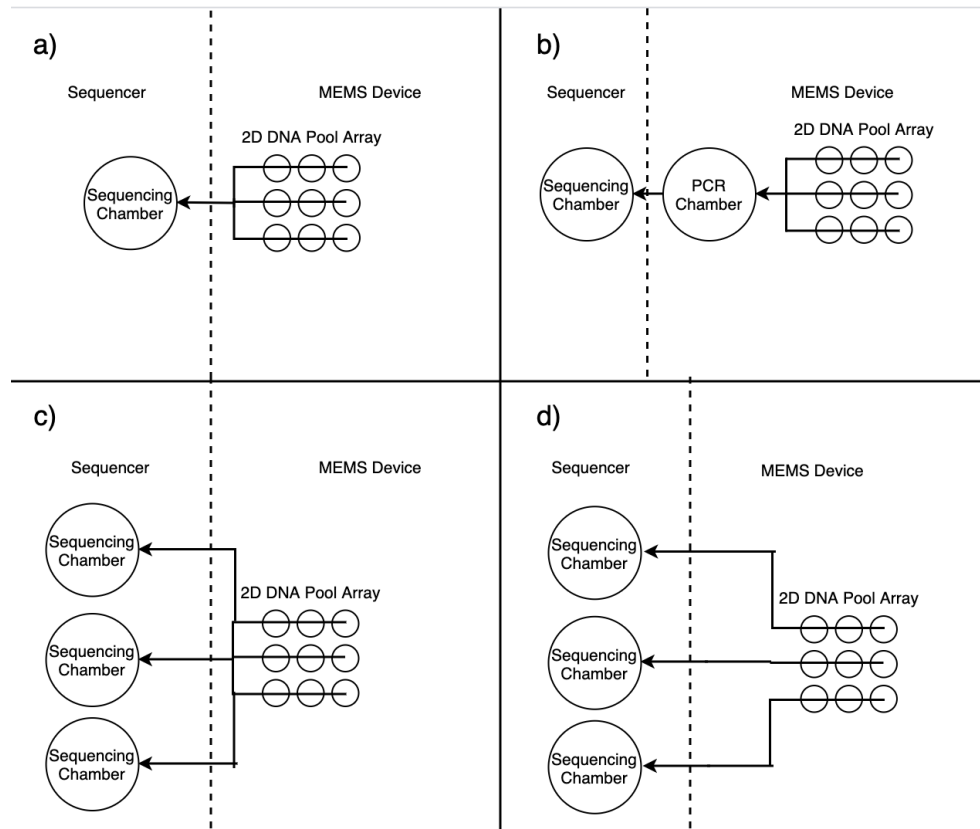 a)
Sequencer
MEMS Device
2D DNA Pool Array
Sequencing
Chamber
b)
Sequencer
MEMS Device
2D DNA Pool Array
Sequencing
Chamber
PCR
Chamber
c)
Sequencer
MEMS Device
Sequencing
Chamber
2D DNA Pool Array
Sequencing
Chamber
Sequencing
Chamber
d)
Sequencer
MEMS Device
Sequencing
Chamber
2D DNA Pool Array
Sequencing
Chamber
Sequencing
Chamber